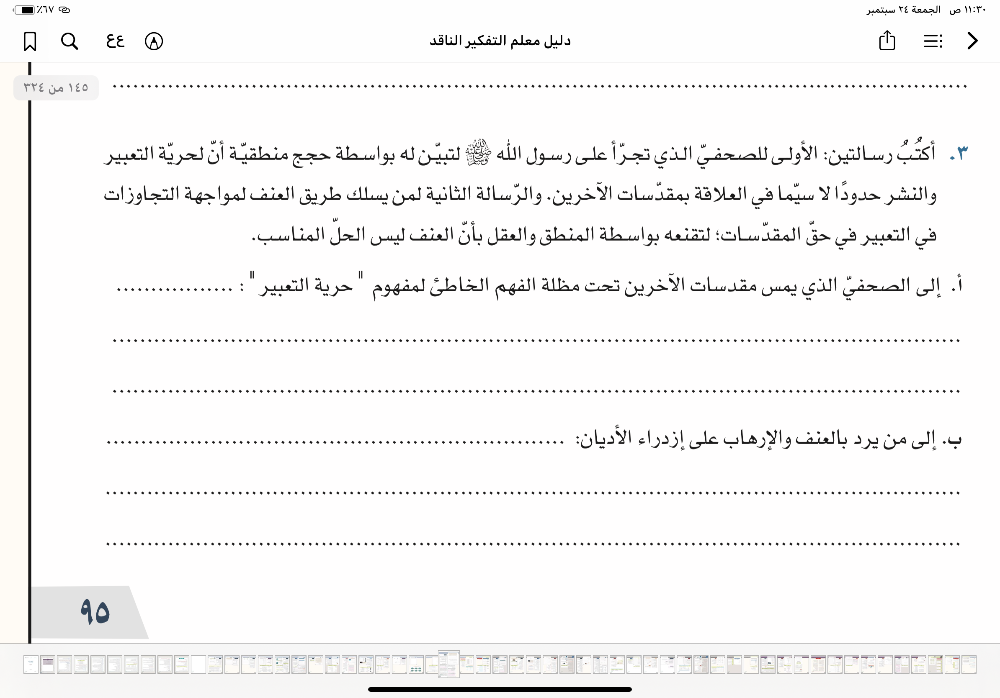 ١١:٣٠ ص الجمعة ٢٤ سبتمبر
٪٦٧
دليل معلم التفكير الناقد
عع
١٤٥ من ٣٢٤
٣. أكتُبُ رسالتين: الأولى للصحفيّ الذي تجرّأ على رسول الله ﷺ لتبيّن له بواسطة حجج منطقيّة أنّ لحريّة التعبير
والنشر حدودًا لا سيّما في العلاقة بمقدّسات الآخرين. والرّسالة الثانية لمن يسلك طريق العنف لمواجهة التجاوزات
في التعبير في حقّ المقدّسات؛ لتقنعه بواسطة المنطق والعقل بأنّ العنف ليس الحلّ المناسب.
أ. إلى الصحفيّ الذي يمس مقدسات الآخرين تحت مظلة الفهم الخاطئ لمفهوم " حرية التعبير" : .................
ب. إلى من يرد بالعنف والإرهاب على إزدراء الأديان: ..................................................................
٩٥